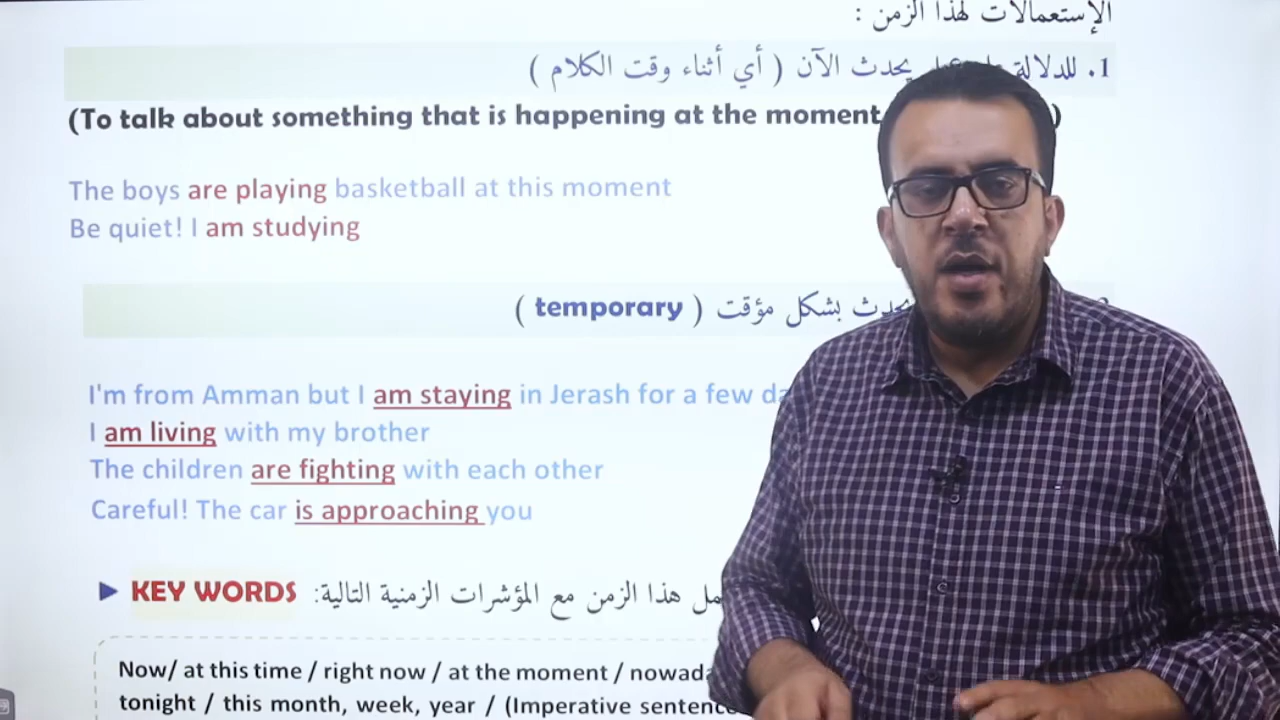 الإستعمالات لهذا الزمن :
1. للدلالة يحدث الآن ( أي أثناء وقت الكلام )
(To talk about something that is happening at the moment )
The boys are playing basketball at this moment
Be quiet! I am studying
يحدث بشكل مؤقت ( temporary )
I'm from Amman but I am staying in Jerash for a few
I am living with my brother
The children are fighting with each other
Careful! The car is approaching you
KEY WORDS هذا الزمن مع المؤشرات الزمنية التالية:
Now/ at this time / right now / at the moment /
tonight / this month, week, year / (Imperative